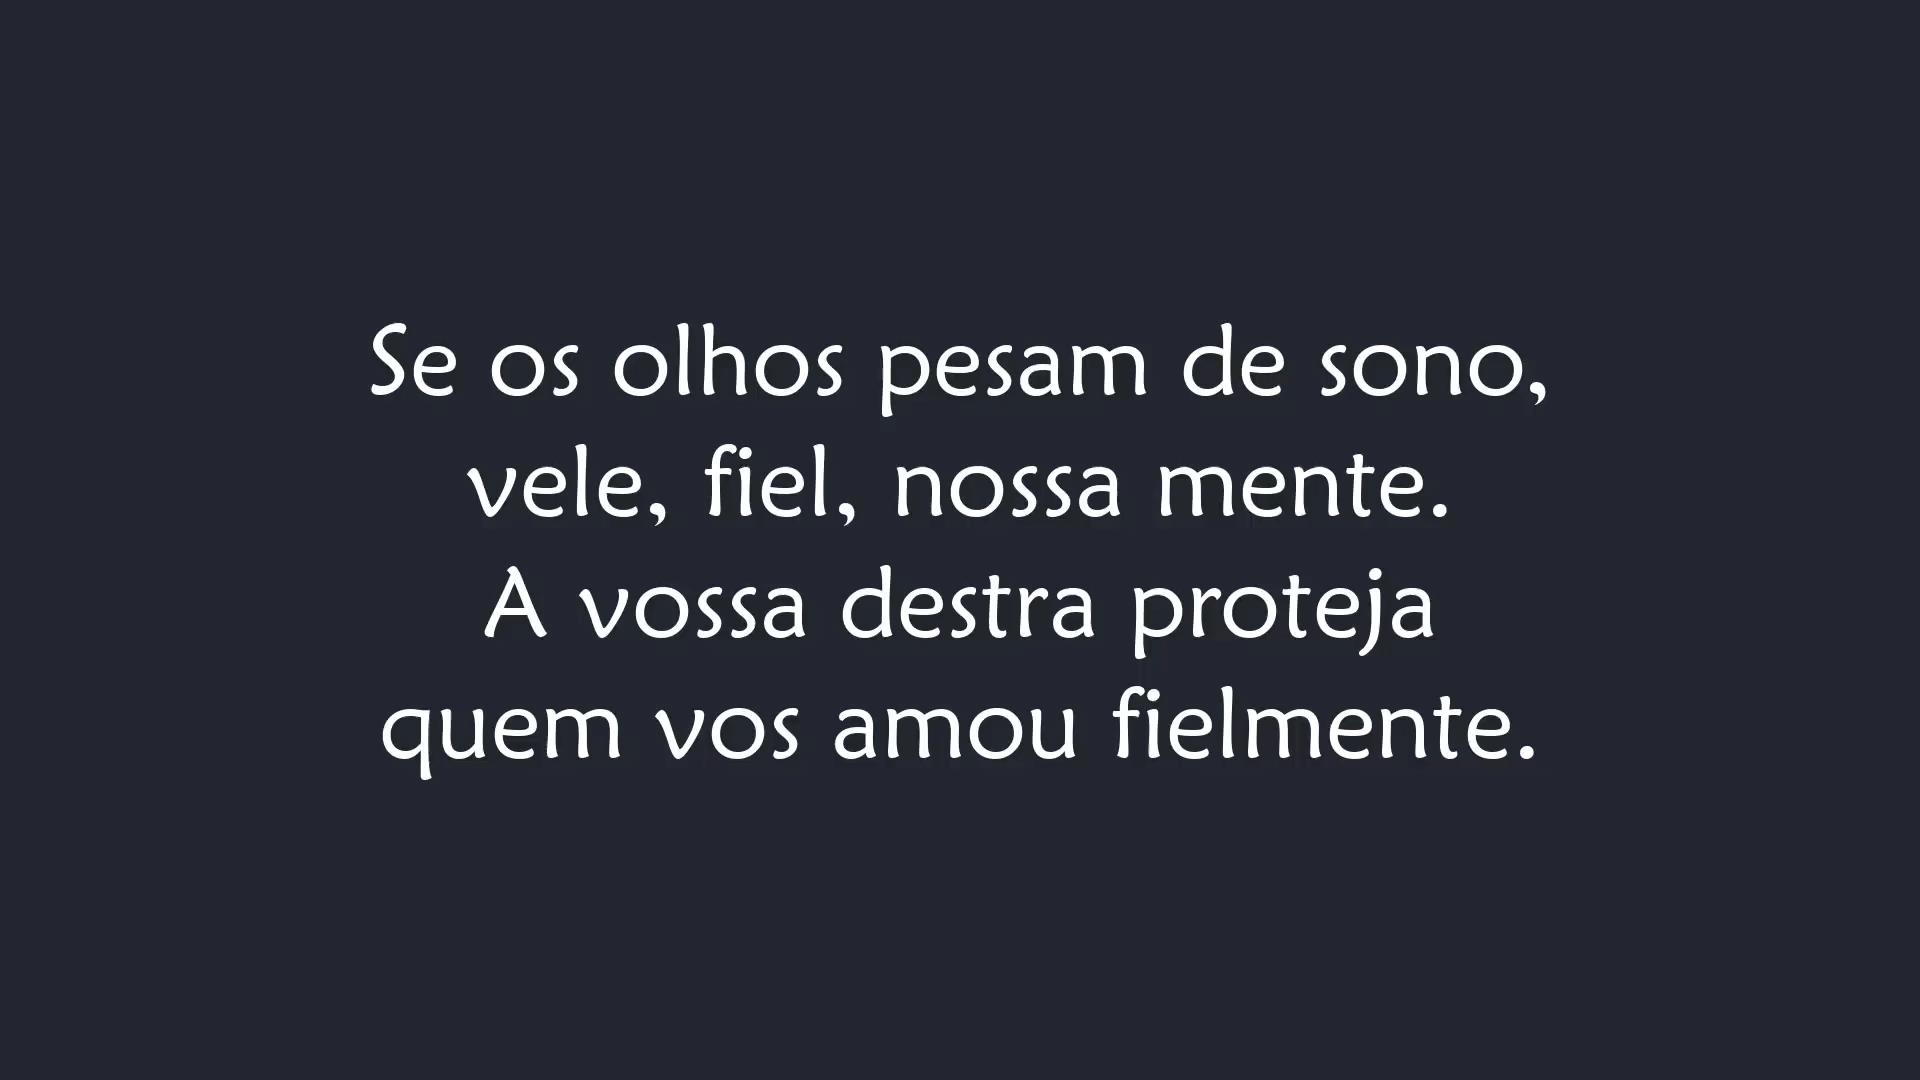 Se os olhos pesam de sono,
vele, fiel, nossa mente.
A vossa destra proteja
quem vos amou fielmente.